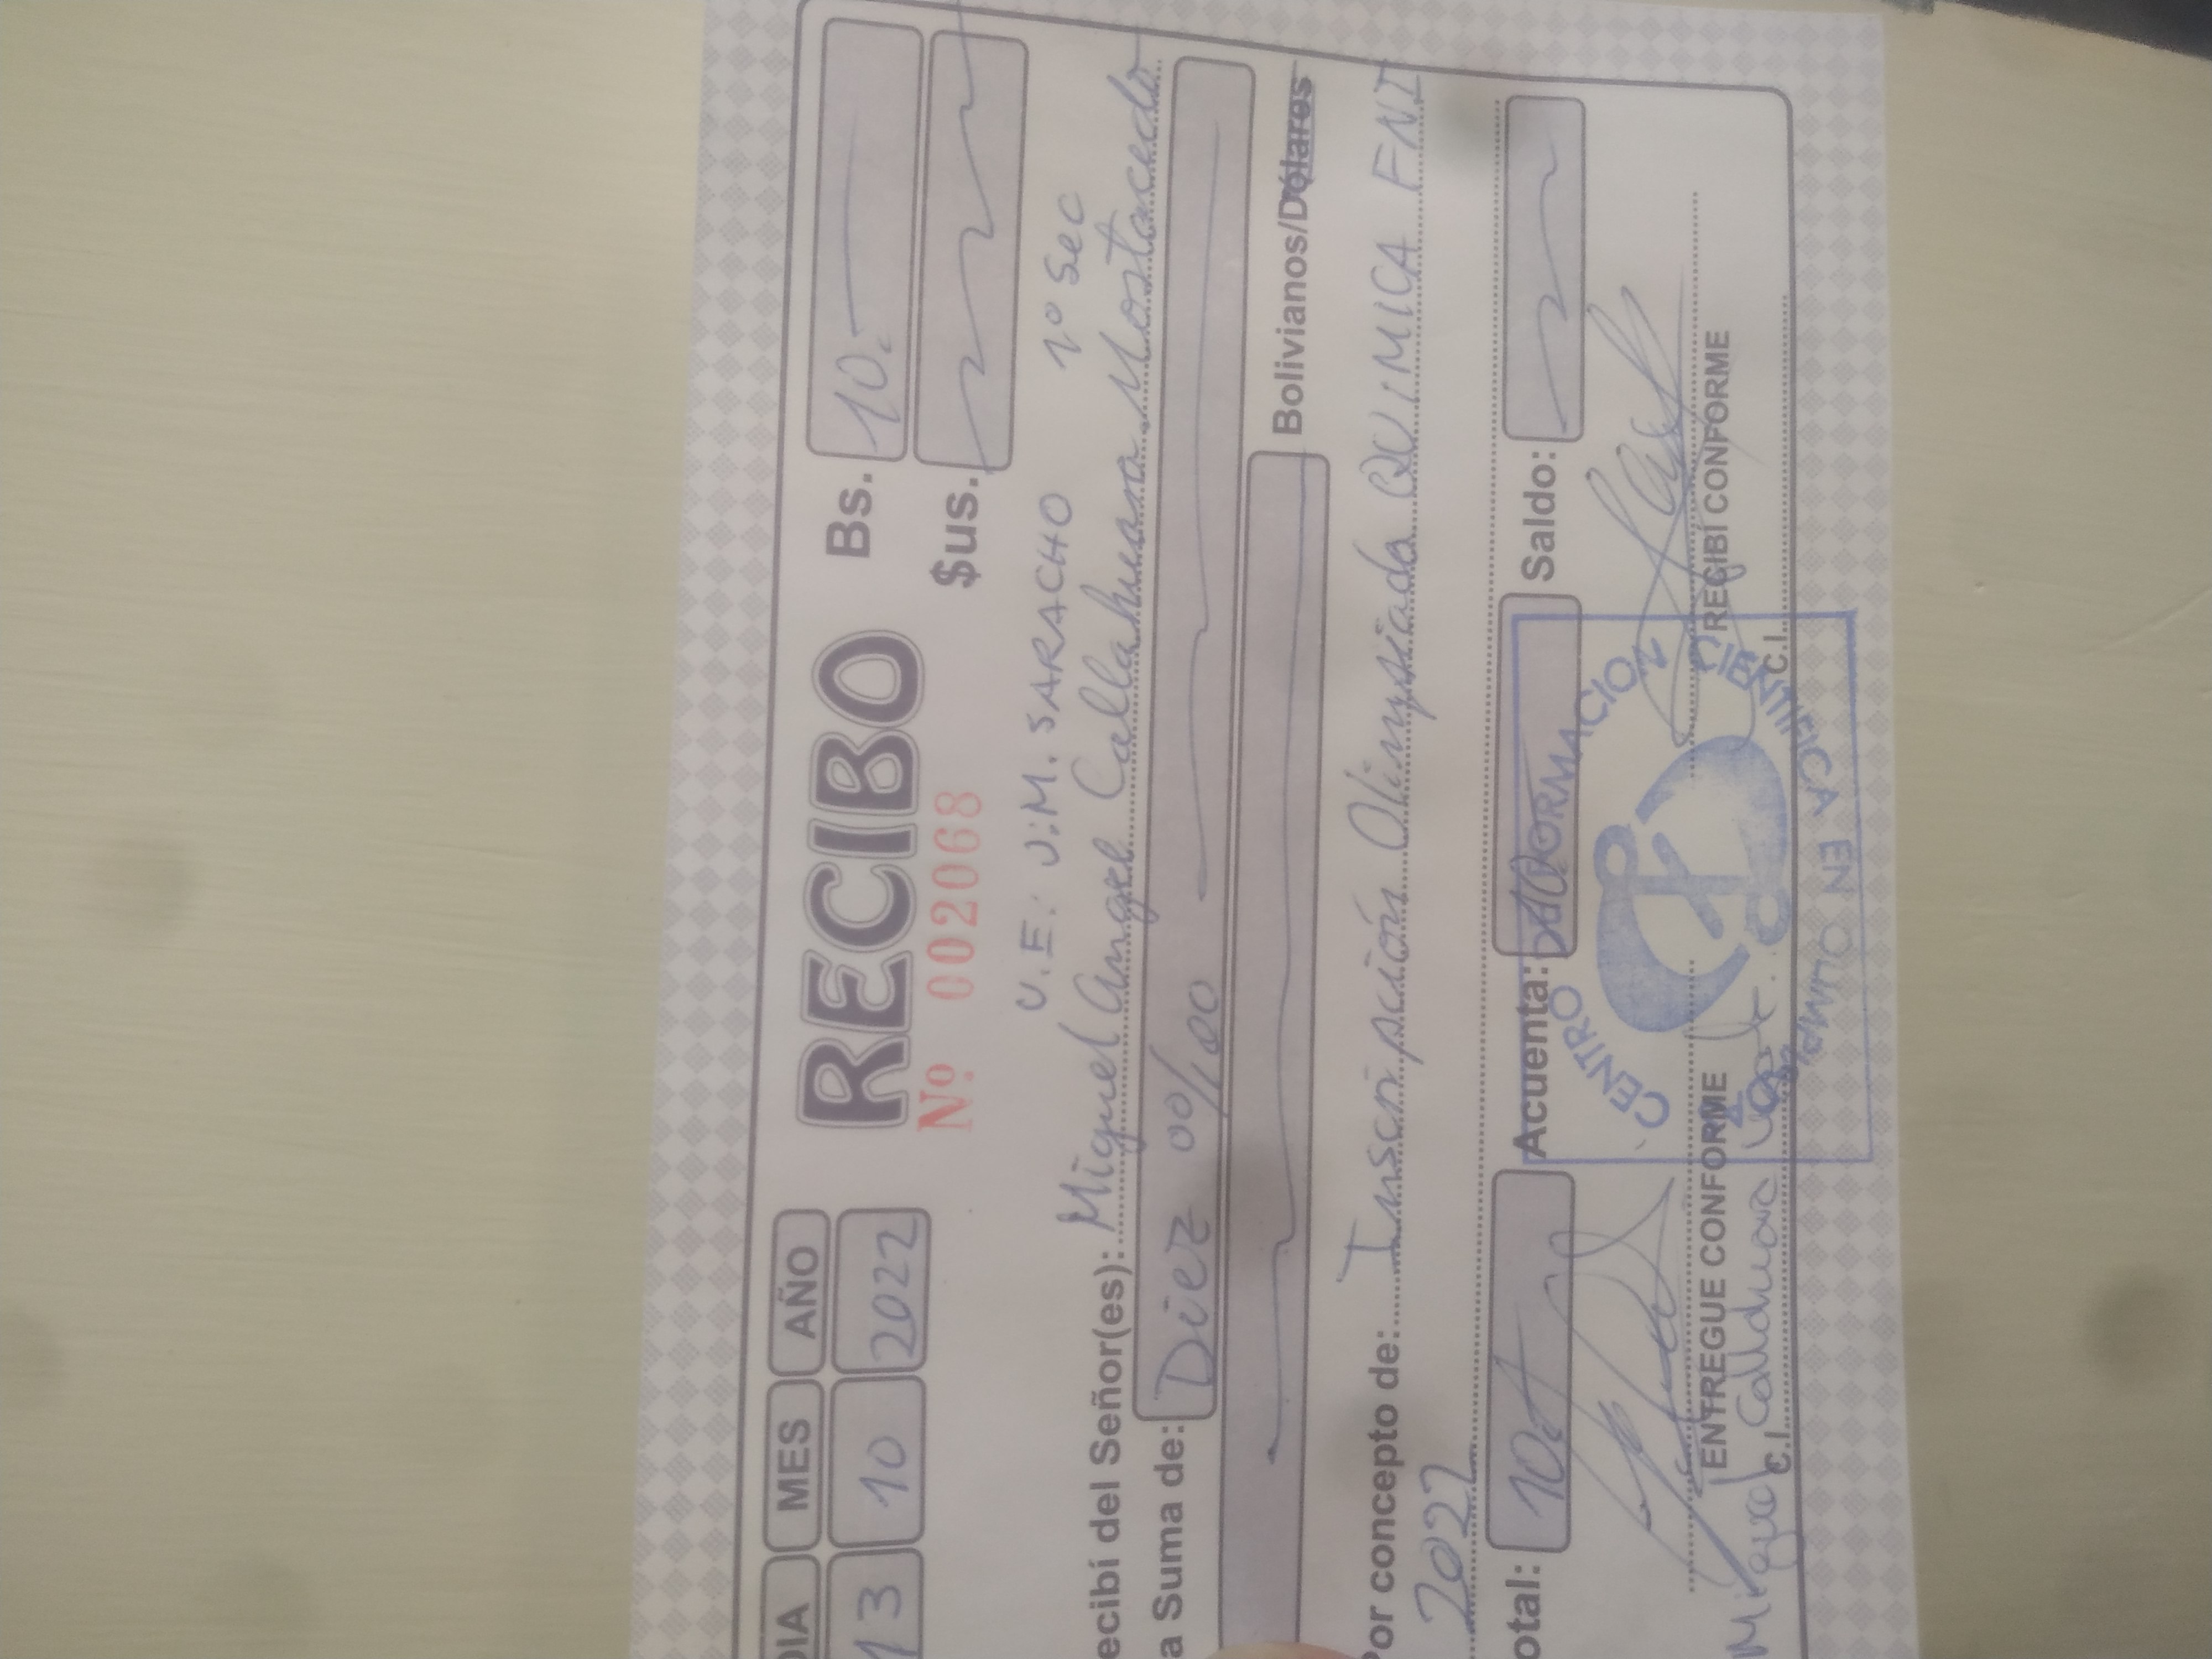 DIA MES AÑO
13 10 2022
RECIBO
Nº 002068
Bs. 10.-
$us.
U.E.: J.M. SARACHO 1º Sec
ecibí del Señor(es): Miguel Angel Callahuara Mostacedo
a Suma de: Diez 00/100
Bolivianos/Dólares
Por concepto de: Inscripción Olimpiada QUIMICA FNI
2022
otal: 10.- Acuenta: 10.- Saldo:
ENTREGUE CONFORME
RECIBÍ CONFORME
Miguel Callahuara
C.I.
C.I.
CENTRO DE FORMACION CIENTIFICA EN OLIMPIADAS